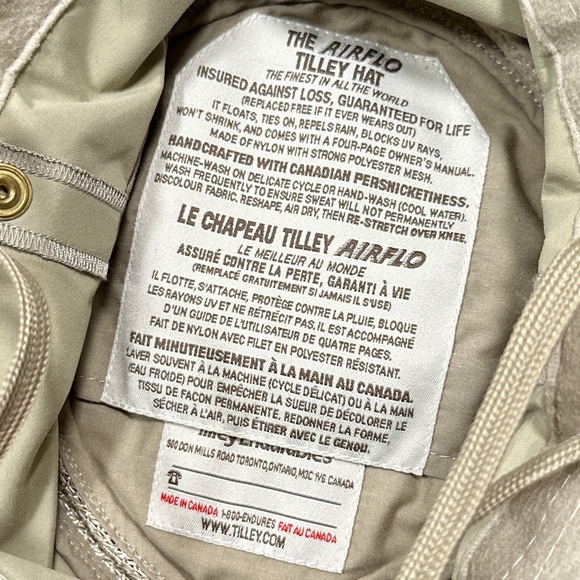 THE AIRFLO
TILLEY HAT
THE FINEST IN ALL THE WORLD
INSURED AGAINST LOSS, GUARANTEED FOR LIFE
(REPLACED FREE IF IT EVER WEARS OUT)
IT FLOATS, TIES ON, REPELS RAIN, BLOCKS UV RAYS,
WON'T SHRINK, AND COMES WITH A FOUR-PAGE OWNER'S MANUAL.
MADE OF NYLON WITH STRONG POLYESTER MESH.
HANDCRAFTED WITH CANADIAN PERSNICKETINESS.
MACHINE-WASH ON DELICATE CYCLE OR HAND-WASH (COOL WATER).
WASH FREQUENTLY TO ENSURE SWEAT WILL NOT PERMANENTLY
DISCOLOUR FABRIC. RESHAPE, AIR DRY, THEN RE-STRETCH OVER KNEE.
LE CHAPEAU TILLEY AIRFLO
LE MEILLEUR AU MONDE
ASSURÉ CONTRE LA PERTE, GARANTI À VIE
(REMPLACÉ GRATUITEMENT SI JAMAIS IL S'USE)
IL FLOTTE, S'ATTACHE, PROTÈGE CONTRE LA PLUIE, BLOQUE
LES RAYONS UV ET NE RÉTRÉCIT PAS. IL EST ACCOMPAGNÉ
D'UN GUIDE DE L'UTILISATEUR DE QUATRE PAGES.
FAIT DE NYLON AVEC FILET EN POLYESTER RÉSISTANT.
FAIT MINUTIEUSEMENT À LA MAIN AU CANADA.
LAVER SOUVENT À LA MACHINE (CYCLE DÉLICAT) OU À LA MAIN
(EAU FROIDE) POUR EMPÊCHER LA SUEUR DE DÉCOLORER LE
TISSU DE FAÇON PERMANENTE. REDONNER LA FORME,
SÉCHER À L'AIR, PUIS ÉTIRER AVEC LE GENOU.
Tilley Endurables
900 DON MILLS ROAD TORONTO, ONTARIO, M3C 1V6 CANADA
MADE IN CANADA 1-800-ENDURES FAIT AU CANADA
WWW.TILLEY.COM